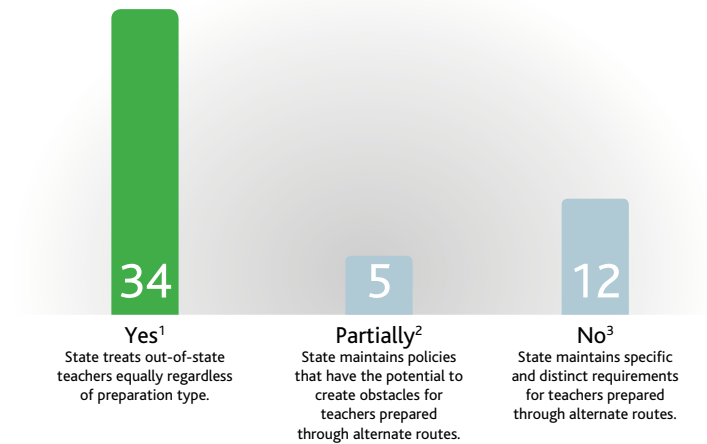 34
5
12
Yes¹
State treats out-of-state
teachers equally regardless
of preparation type.
Partially²
State maintains policies
that have the potential to
create obstacles for
teachers prepared
through alternate routes.
No³
State maintains specific
and distinct requirements
for teachers prepared
through alternate routes.